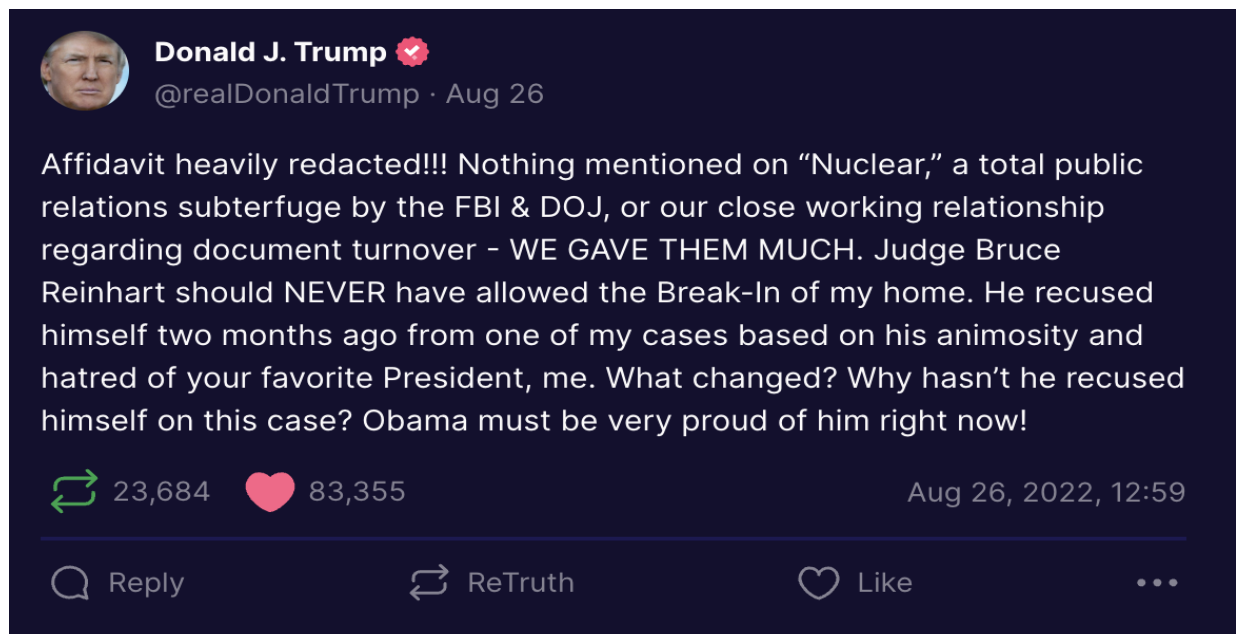 Donald J. Trump
@realDonaldTrump · Aug 26
Affidavit heavily redacted!!! Nothing mentioned on “Nuclear,” a total public
relations subterfuge by the FBI & DOJ, or our close working relationship
regarding document turnover - WE GAVE THEM MUCH. Judge Bruce
Reinhart should NEVER have allowed the Break-In of my home. He recused
himself two months ago from one of my cases based on his animosity and
hatred of your favorite President, me. What changed? Why hasn’t he recused
himself on this case? Obama must be very proud of him right now!
23,684 83,355 Aug 26, 2022, 12:59
Reply ReTruth Like